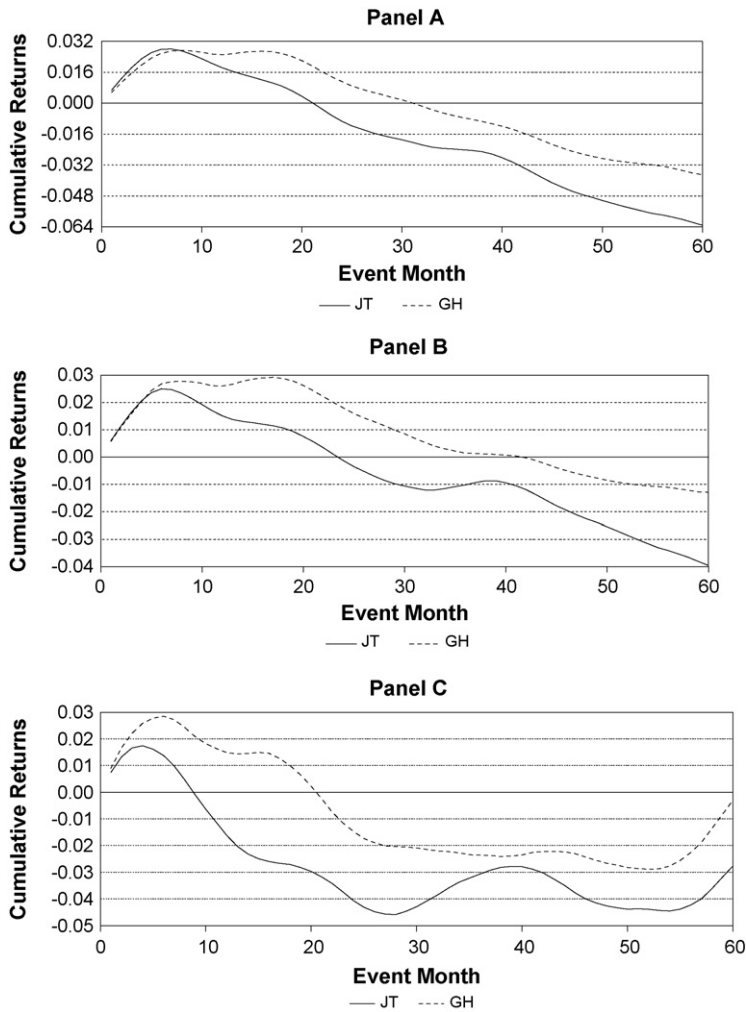 Panel A
Cumulative Returns
0.032
0.016
0.000
-0.016
-0.032
-0.048
-0.064
0 10 20 30 40 50 60
Event Month
JT GH
Panel B
Cumulative Returns
0.03
0.02
0.01
0.00
-0.01
-0.02
-0.03
-0.04
0 10 20 30 40 50 60
Event Month
JT GH
Panel C
Cumulative Returns
0.03
0.02
0.01
0.00
-0.01
-0.02
-0.03
-0.04
-0.05
0 10 20 30 40 50 60
Event Month
JT GH